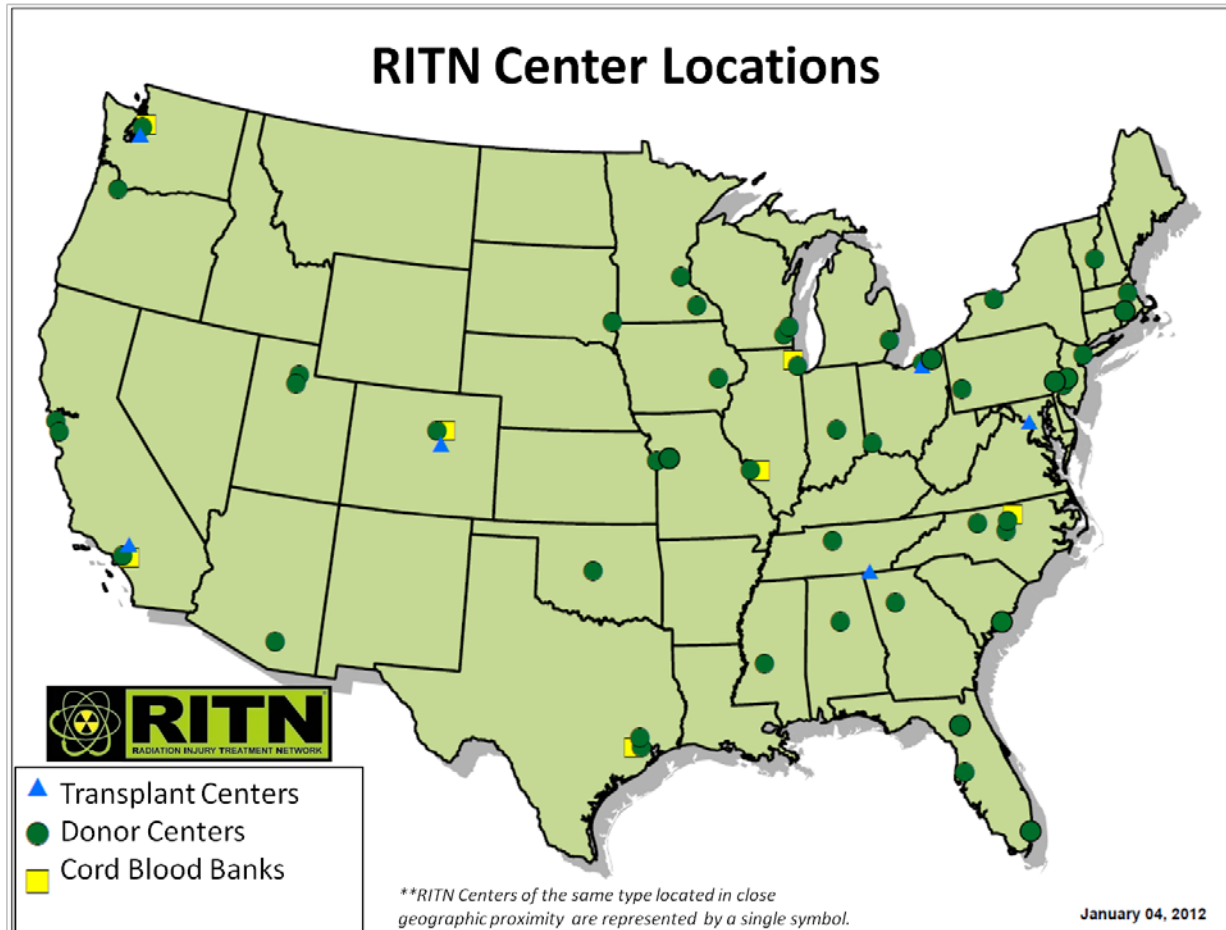 RITN Center Locations
RITN
RADIATION INJURY TREATMENT NETWORK
Transplant Centers
Donor Centers
Cord Blood Banks
**RITN Centers of the same type located in close
geographic proximity are represented by a single symbol.
January 04, 2012